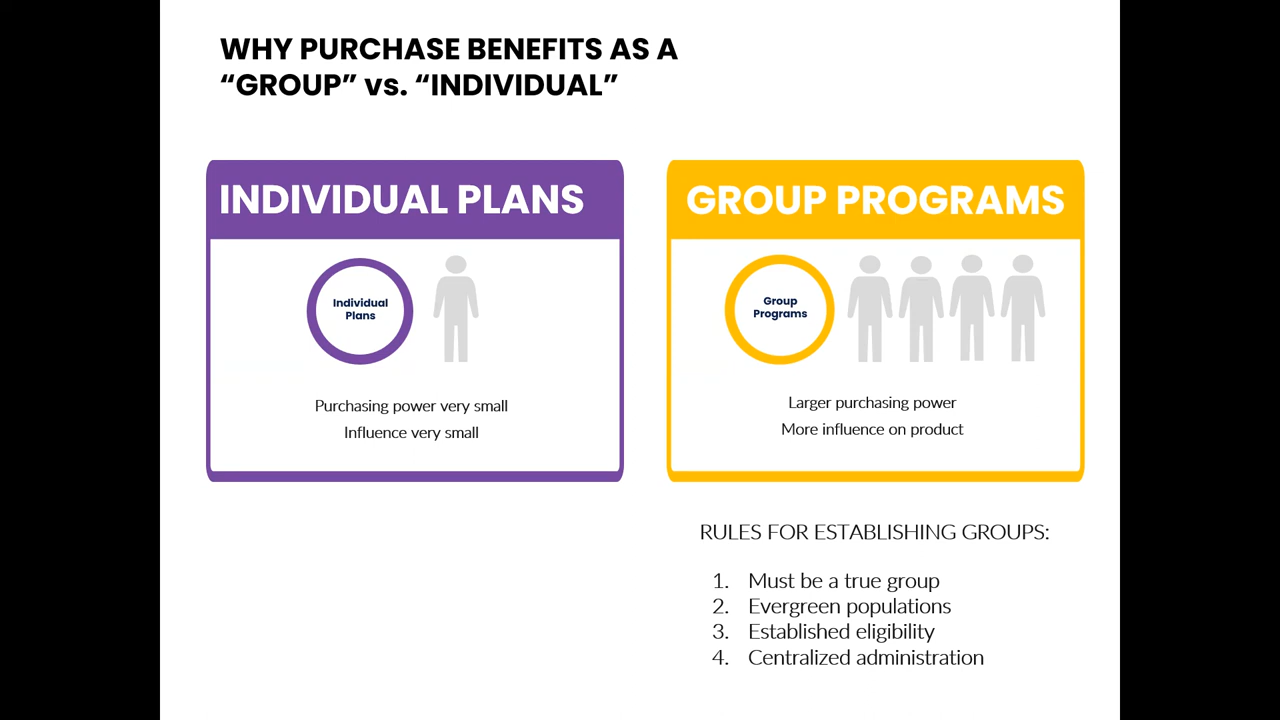 WHY PURCHASE BENEFITS AS A
“GROUP” vs. “INDIVIDUAL”
INDIVIDUAL PLANS
Individual
Plans
Purchasing power very small
Influence very small
GROUP PROGRAMS
Group
Programs
Larger purchasing power
More influence on product
RULES FOR ESTABLISHING GROUPS:
1. Must be a true group
2. Evergreen populations
3. Established eligibility
4. Centralized administration